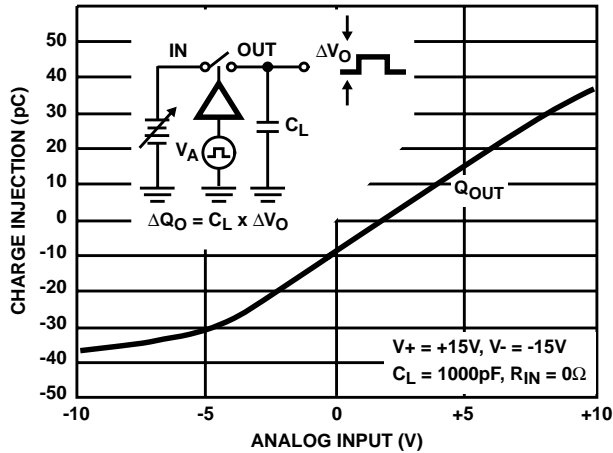 50
40
30
20
10
0
-10
-20
-30
-40
-50
CHARGE INJECTION (pC)
IN OUT
ΔVO
CL
VA
ΔQO = CL x ΔVO
QOUT
V+ = +15V, V- = -15V
CL = 1000pF, RIN = 0Ω
-10 -5 0 +5 +10
ANALOG INPUT (V)